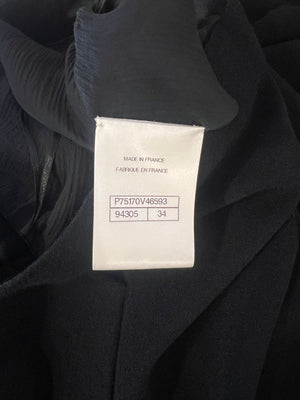 MADE IN FRANCE
FABRIQUE EN FRANCE
P75170V46593
94305 34